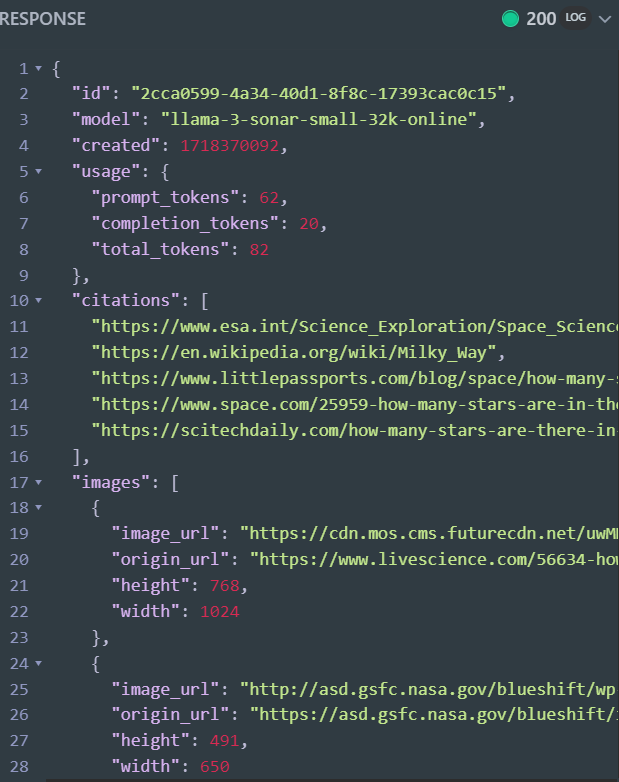 RESPONSE 200 LOG
1 {
2 "id": "2cca0599-4a34-40d1-8f8c-17393cac0c15",
3 "model": "llama-3-sonar-small-32k-online",
4 "created": 1718370092,
5 "usage": {
6 "prompt_tokens": 62,
7 "completion_tokens": 20,
8 "total_tokens": 82
9 },
10 "citations": [
11 "https://www.esa.int/Science_Exploration/Space_Scienc
12 "https://en.wikipedia.org/wiki/Milky_Way",
13 "https://www.littlepassports.com/blog/space/how-many-
14 "https://www.space.com/25959-how-many-stars-are-in-th
15 "https://scitechdaily.com/how-many-stars-are-there-in-
16 ],
17 "images": [
18 {
19 "image_url": "https://cdn.mos.cms.futurecdn.net/uwM
20 "origin_url": "https://www.livescience.com/56634-ho
21 "height": 768,
22 "width": 1024
23 },
24 {
25 "image_url": "http://asd.gsfc.nasa.gov/blueshift/wp
26 "origin_url": "https://asd.gsfc.nasa.gov/blueshift/
27 "height": 491,
28 "width": 650